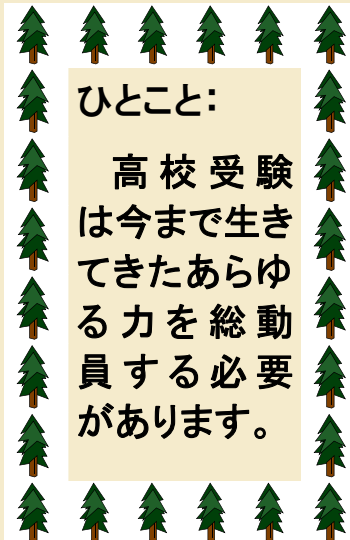 ひとこと：
　高校受験
は今まで生き
てきたあらゆ
る力を総動
員する必要
があります。